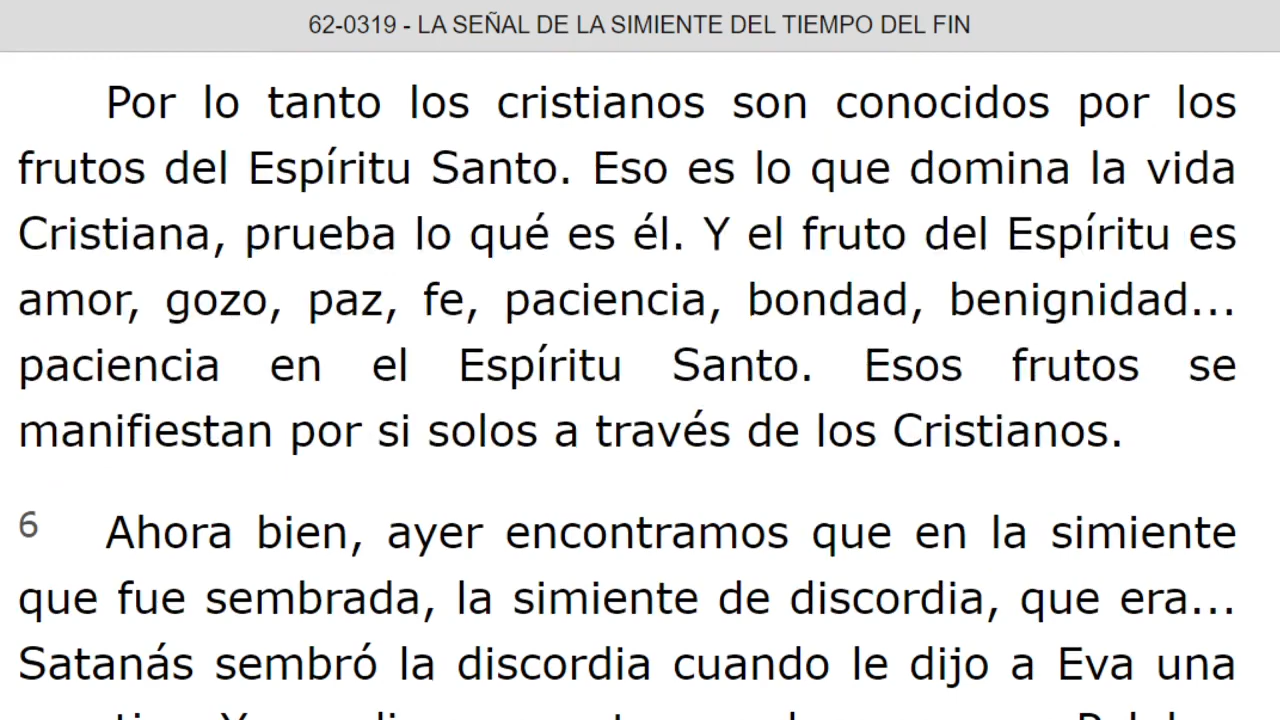 62-0319 - LA SEÑAL DE LA SIMIENTE DEL TIEMPO DEL FIN
Por lo tanto los cristianos son conocidos por los
frutos del Espíritu Santo. Eso es lo que domina la vida
Cristiana, prueba lo qué es él. Y el fruto del Espíritu es
amor, gozo, paz, fe, paciencia, bondad, benignidad...
paciencia en el Espíritu Santo. Esos frutos se
manifiestan por si solos a través de los Cristianos.
6 Ahora bien, ayer encontramos que en la simiente
que fue sembrada, la simiente de discordia, que era...
Satanás sembró la discordia cuando le dijo a Eva una